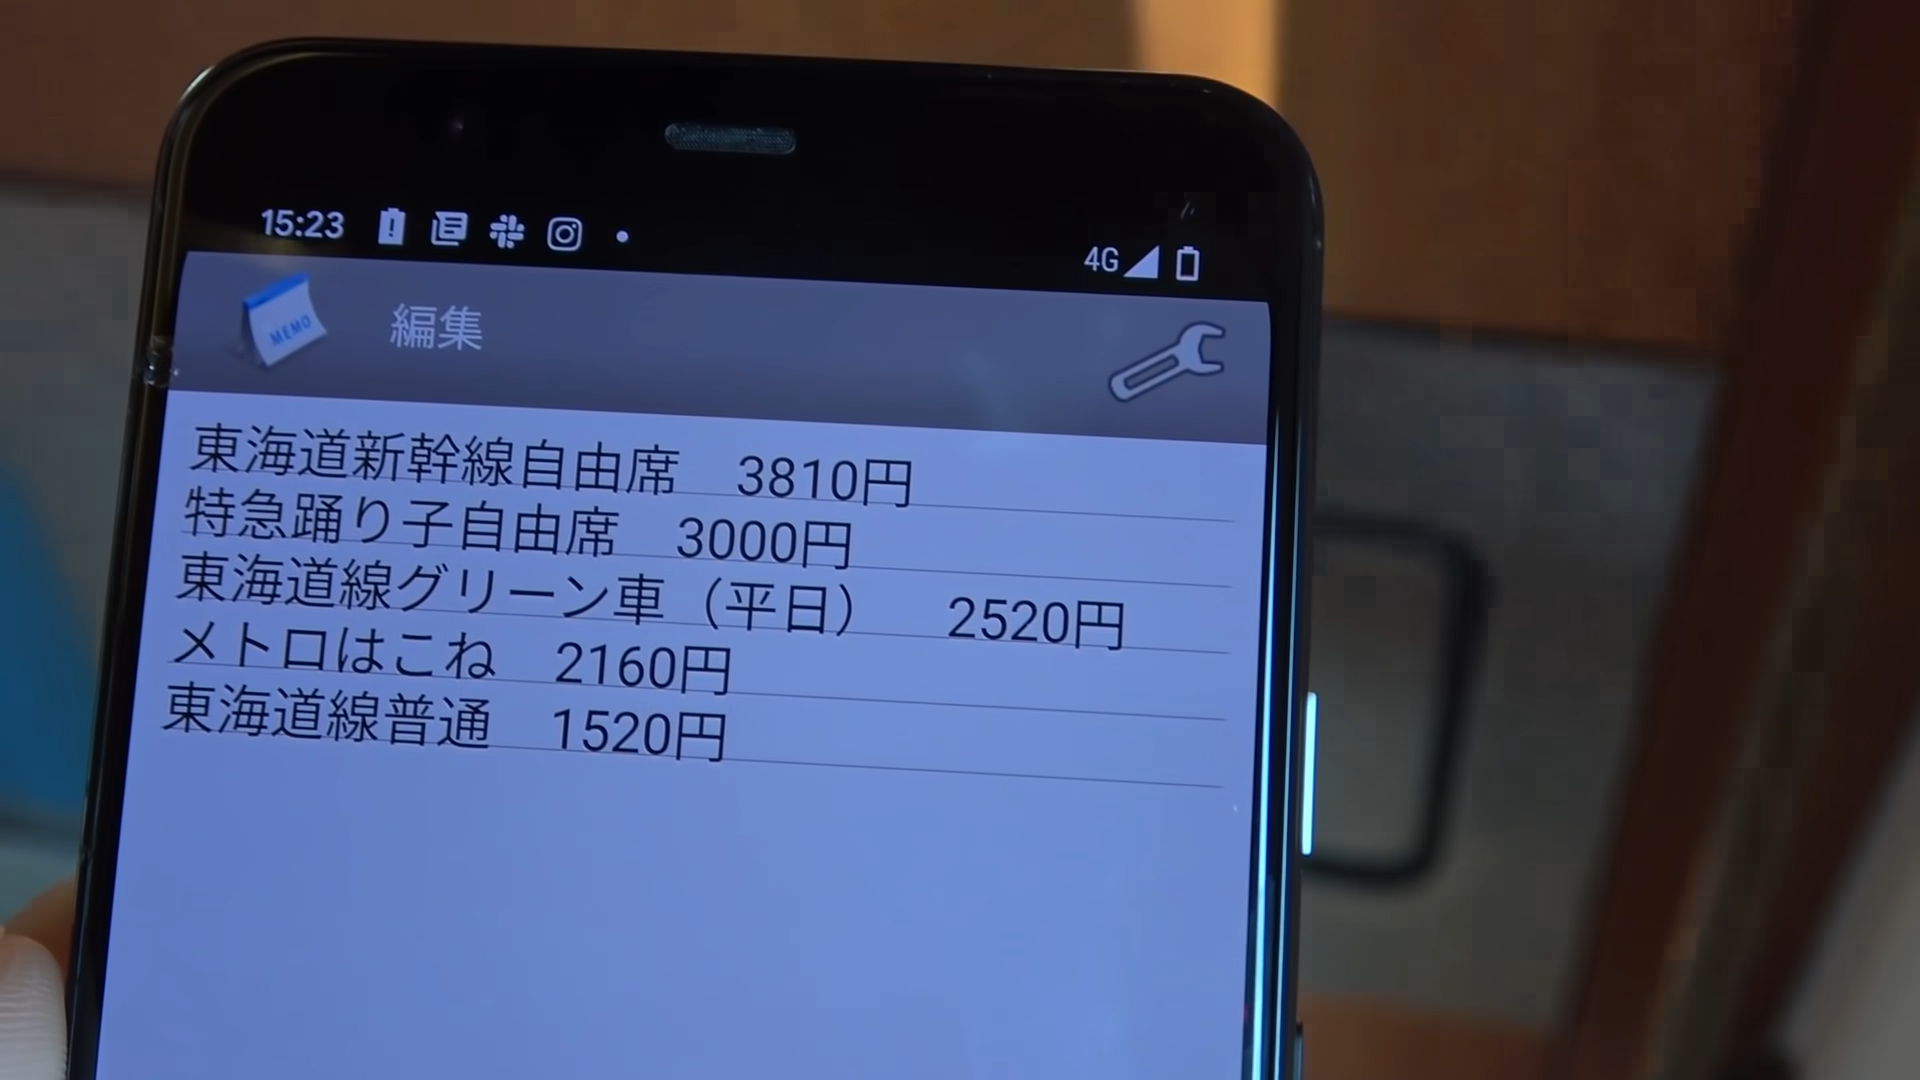 15:23
4G
MEMO
編集
東海道新幹線自由席　3810円
特急踊り子自由席　3000円
東海道線グリーン車（平日）　2520円
メトロはこね　2160円
東海道線普通　1520円